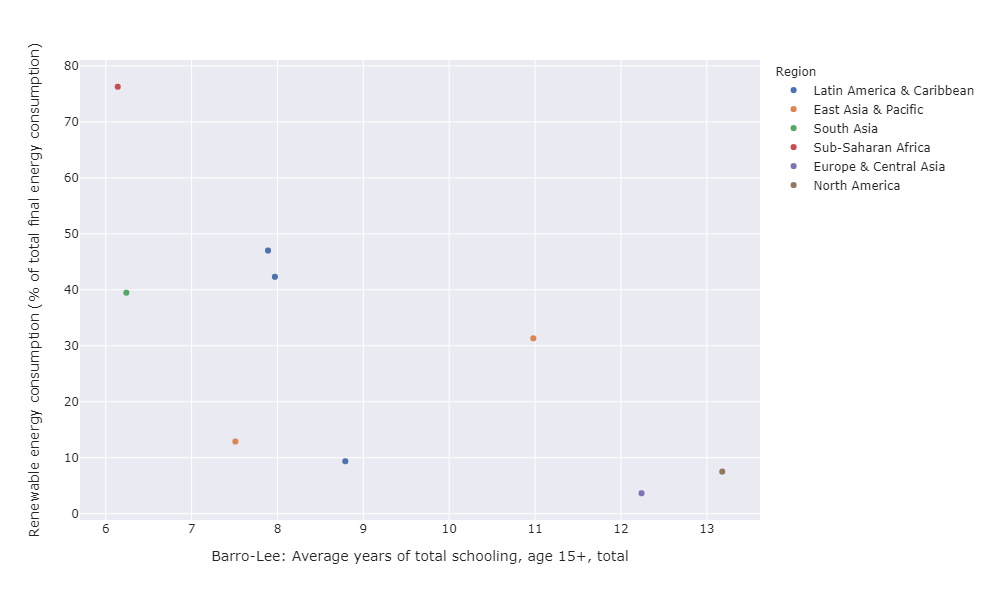 Renewable energy consumption (% of total final energy consumption)
80
70
60
50
40
30
20
10
0
6 7 8 9 10 11 12 13
Barro-Lee: Average years of total schooling, age 15+, total
Region
Latin America & Caribbean
East Asia & Pacific
South Asia
Sub-Saharan Africa
Europe & Central Asia
North America